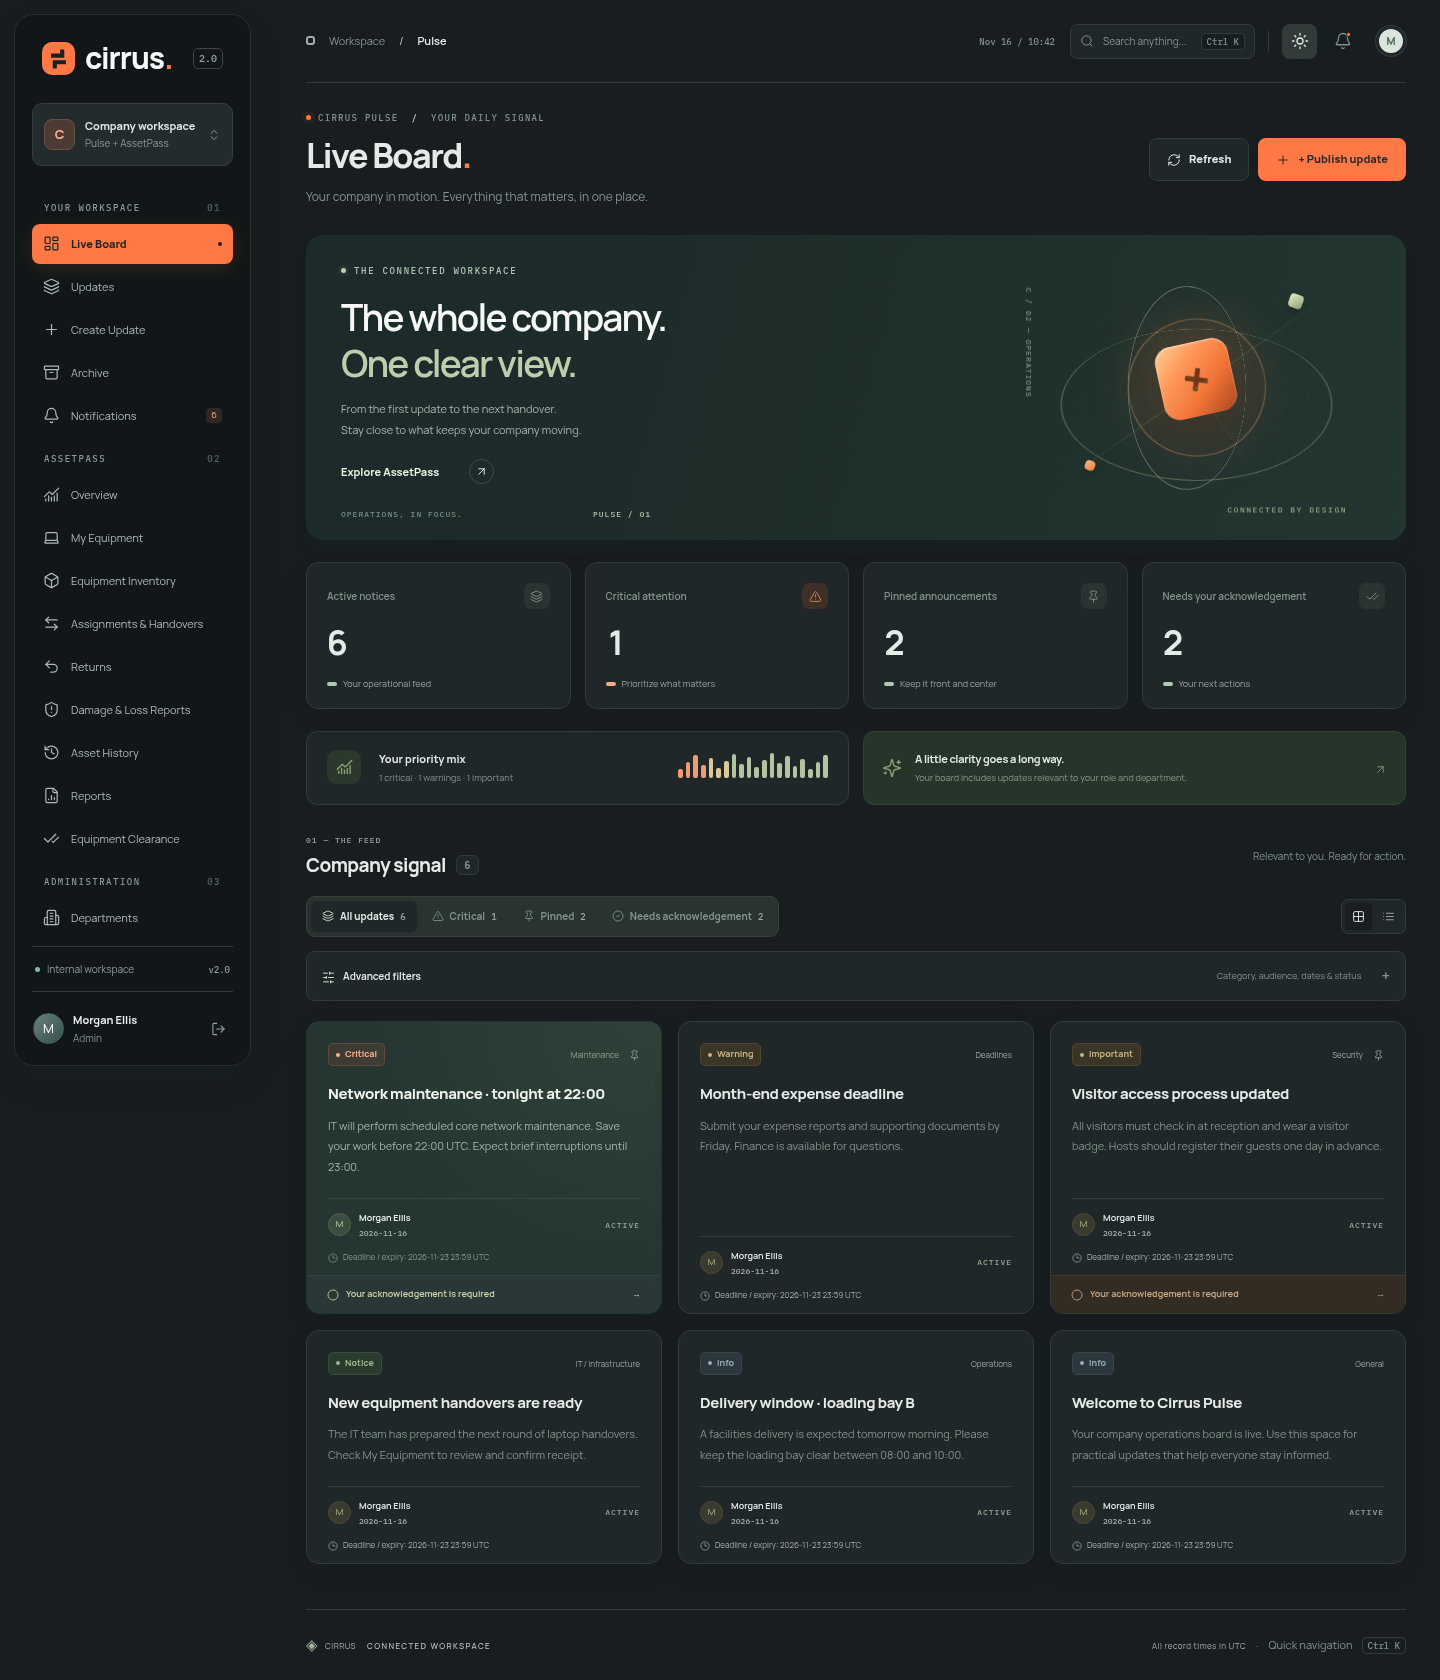 cirrus.
2.0
C
Company workspace
Pulse + AssetPass
YOUR WORKSPACE 01
Live Board
Updates
Create Update
Archive
Notifications 6
ASSETPASS 02
Overview
My Equipment
Equipment Inventory
Assignments & Handovers
Returns
Damage & Loss Reports
Asset History
Reports
Equipment Clearance
ADMINISTRATION 03
Departments
Internal workspace v2.0
M
Morgan Ellis
Admin
Workspace / Pulse
Nov 16 / 10:42
Search anything... Ctrl K
M
CIRRUS PULSE / YOUR DAILY SIGNAL
Live Board.
Your company in motion. Everything that matters, in one place.
Refresh
+ Publish update
THE CONNECTED WORKSPACE
The whole company.
One clear view.
From the first update to the next handover.
Stay close to what keeps your company moving.
Explore AssetPass
OPERATIONS, IN FOCUS. PULSE / 01
C / 02 — OPERATIONS
CONNECTED BY DESIGN
Active notices
6
Your operational feed
Critical attention
1
Prioritize what matters
Pinned announcements
2
Keep it front and center
Needs your acknowledgement
2
Your next actions
Your priority mix
1 critical · 1 warnings · 1 important
A little clarity goes a long way.
Your board includes updates relevant to your role and department.
01 — THE FEED
Company signal 6
Relevant to you. Ready for action.
All updates 6 Critical 1 Pinned 2 Needs acknowledgement 2
Advanced filters
Category, audience, dates & status +
Critical Maintenance
Network maintenance · tonight at 22:00
IT will perform scheduled core network maintenance. Save
your work before 22:00 UTC. Expect brief interruptions until
23:00.
M Morgan Ellis
2026-11-16
ACTIVE
Deadline / expiry: 2026-11-23 23:59 UTC
Your acknowledgement is required →
Warning Deadlines
Month-end expense deadline
Submit your expense reports and supporting documents by
Friday. Finance is available for questions.
M Morgan Ellis
2026-11-16
ACTIVE
Deadline / expiry: 2026-11-23 23:59 UTC
Important Security
Visitor access process updated
All visitors must check in at reception and wear a visitor
badge. Hosts should register their guests one day in advance.
M Morgan Ellis
2026-11-16
ACTIVE
Deadline / expiry: 2026-11-23 23:59 UTC
Your acknowledgement is required →
Notice IT / Infrastructure
New equipment handovers are ready
The IT team has prepared the next round of laptop handovers.
Check My Equipment to review and confirm receipt.
M Morgan Ellis
2026-11-16
ACTIVE
Deadline / expiry: 2026-11-23 23:59 UTC
Info Operations
Delivery window · loading bay B
A facilities delivery is expected tomorrow morning. Please
keep the loading bay clear between 08:00 and 10:00.
M Morgan Ellis
2026-11-16
ACTIVE
Deadline / expiry: 2026-11-23 23:59 UTC
Info General
Welcome to Cirrus Pulse
Your company operations board is live. Use this space for
practical updates that help everyone stay informed.
M Morgan Ellis
2026-11-16
ACTIVE
Deadline / expiry: 2026-11-23 23:59 UTC
CIRRUS CONNECTED WORKSPACE
All record times in UTC · Quick navigation Ctrl K